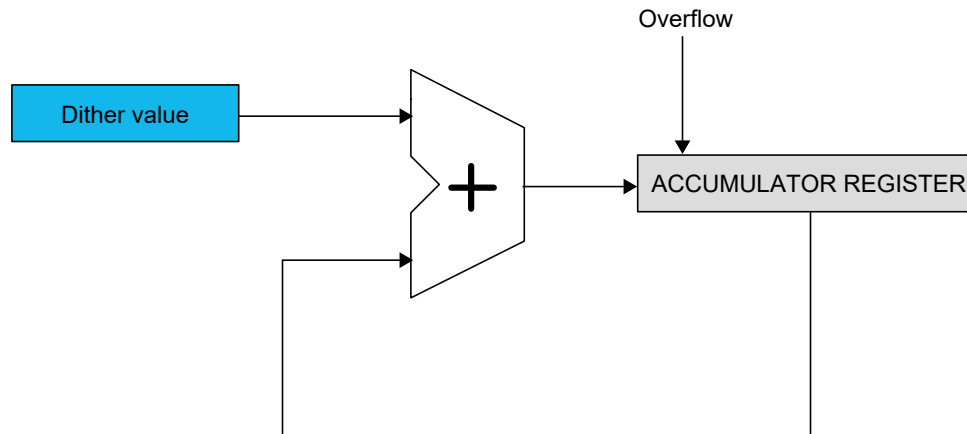 Overflow
Dither value
ACCUMULATOR REGISTER
+